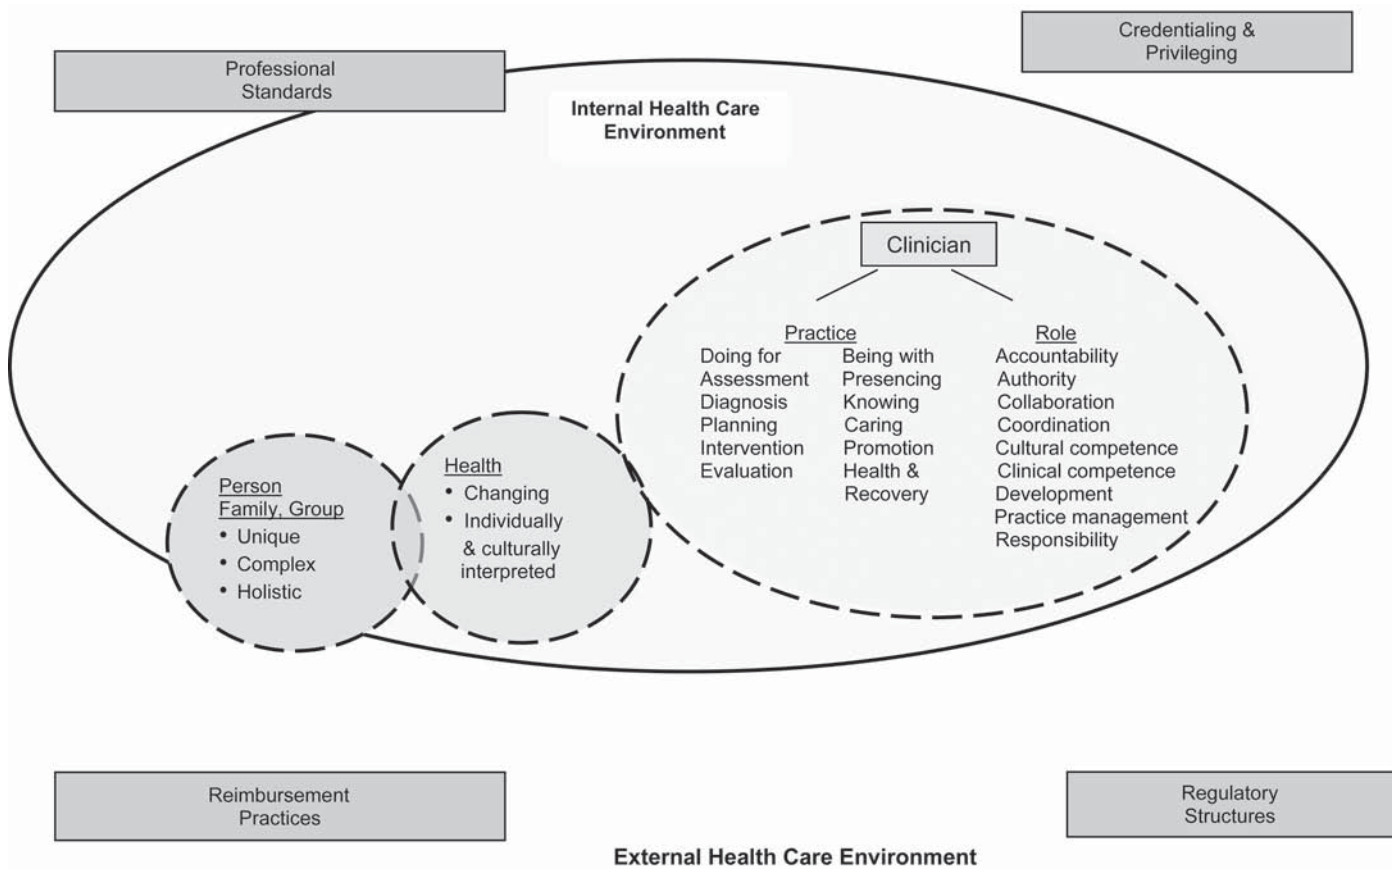 Professional
Standards
Credentialing &
Privileging
Internal Health Care
Environment
Clinician
Practice
Doing for
Assessment
Diagnosis
Planning
Intervention
Evaluation
Being with
Presencing
Knowing
Caring
Promotion
Health &
Recovery
Role
Accountability
Authority
Collaboration
Coordination
Cultural competence
Clinical competence
Development
Practice management
Responsibility
Person
Family, Group
• Unique
• Complex
• Holistic
Health
• Changing
• Individually
& culturally
interpreted
Reimbursement
Practices
Regulatory
Structures
External Health Care Environment